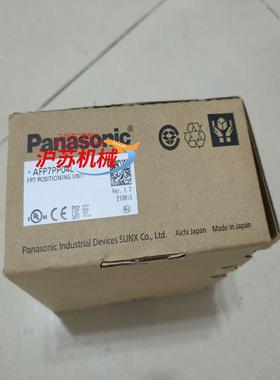 Panasonic
沪苏机械
AFP7PP04L
FP7 POSITIONING UNIT
Ver. 1.7
Panasonic Industrial Devices SUNX Co., Ltd. Aichi Japan Made in Japan